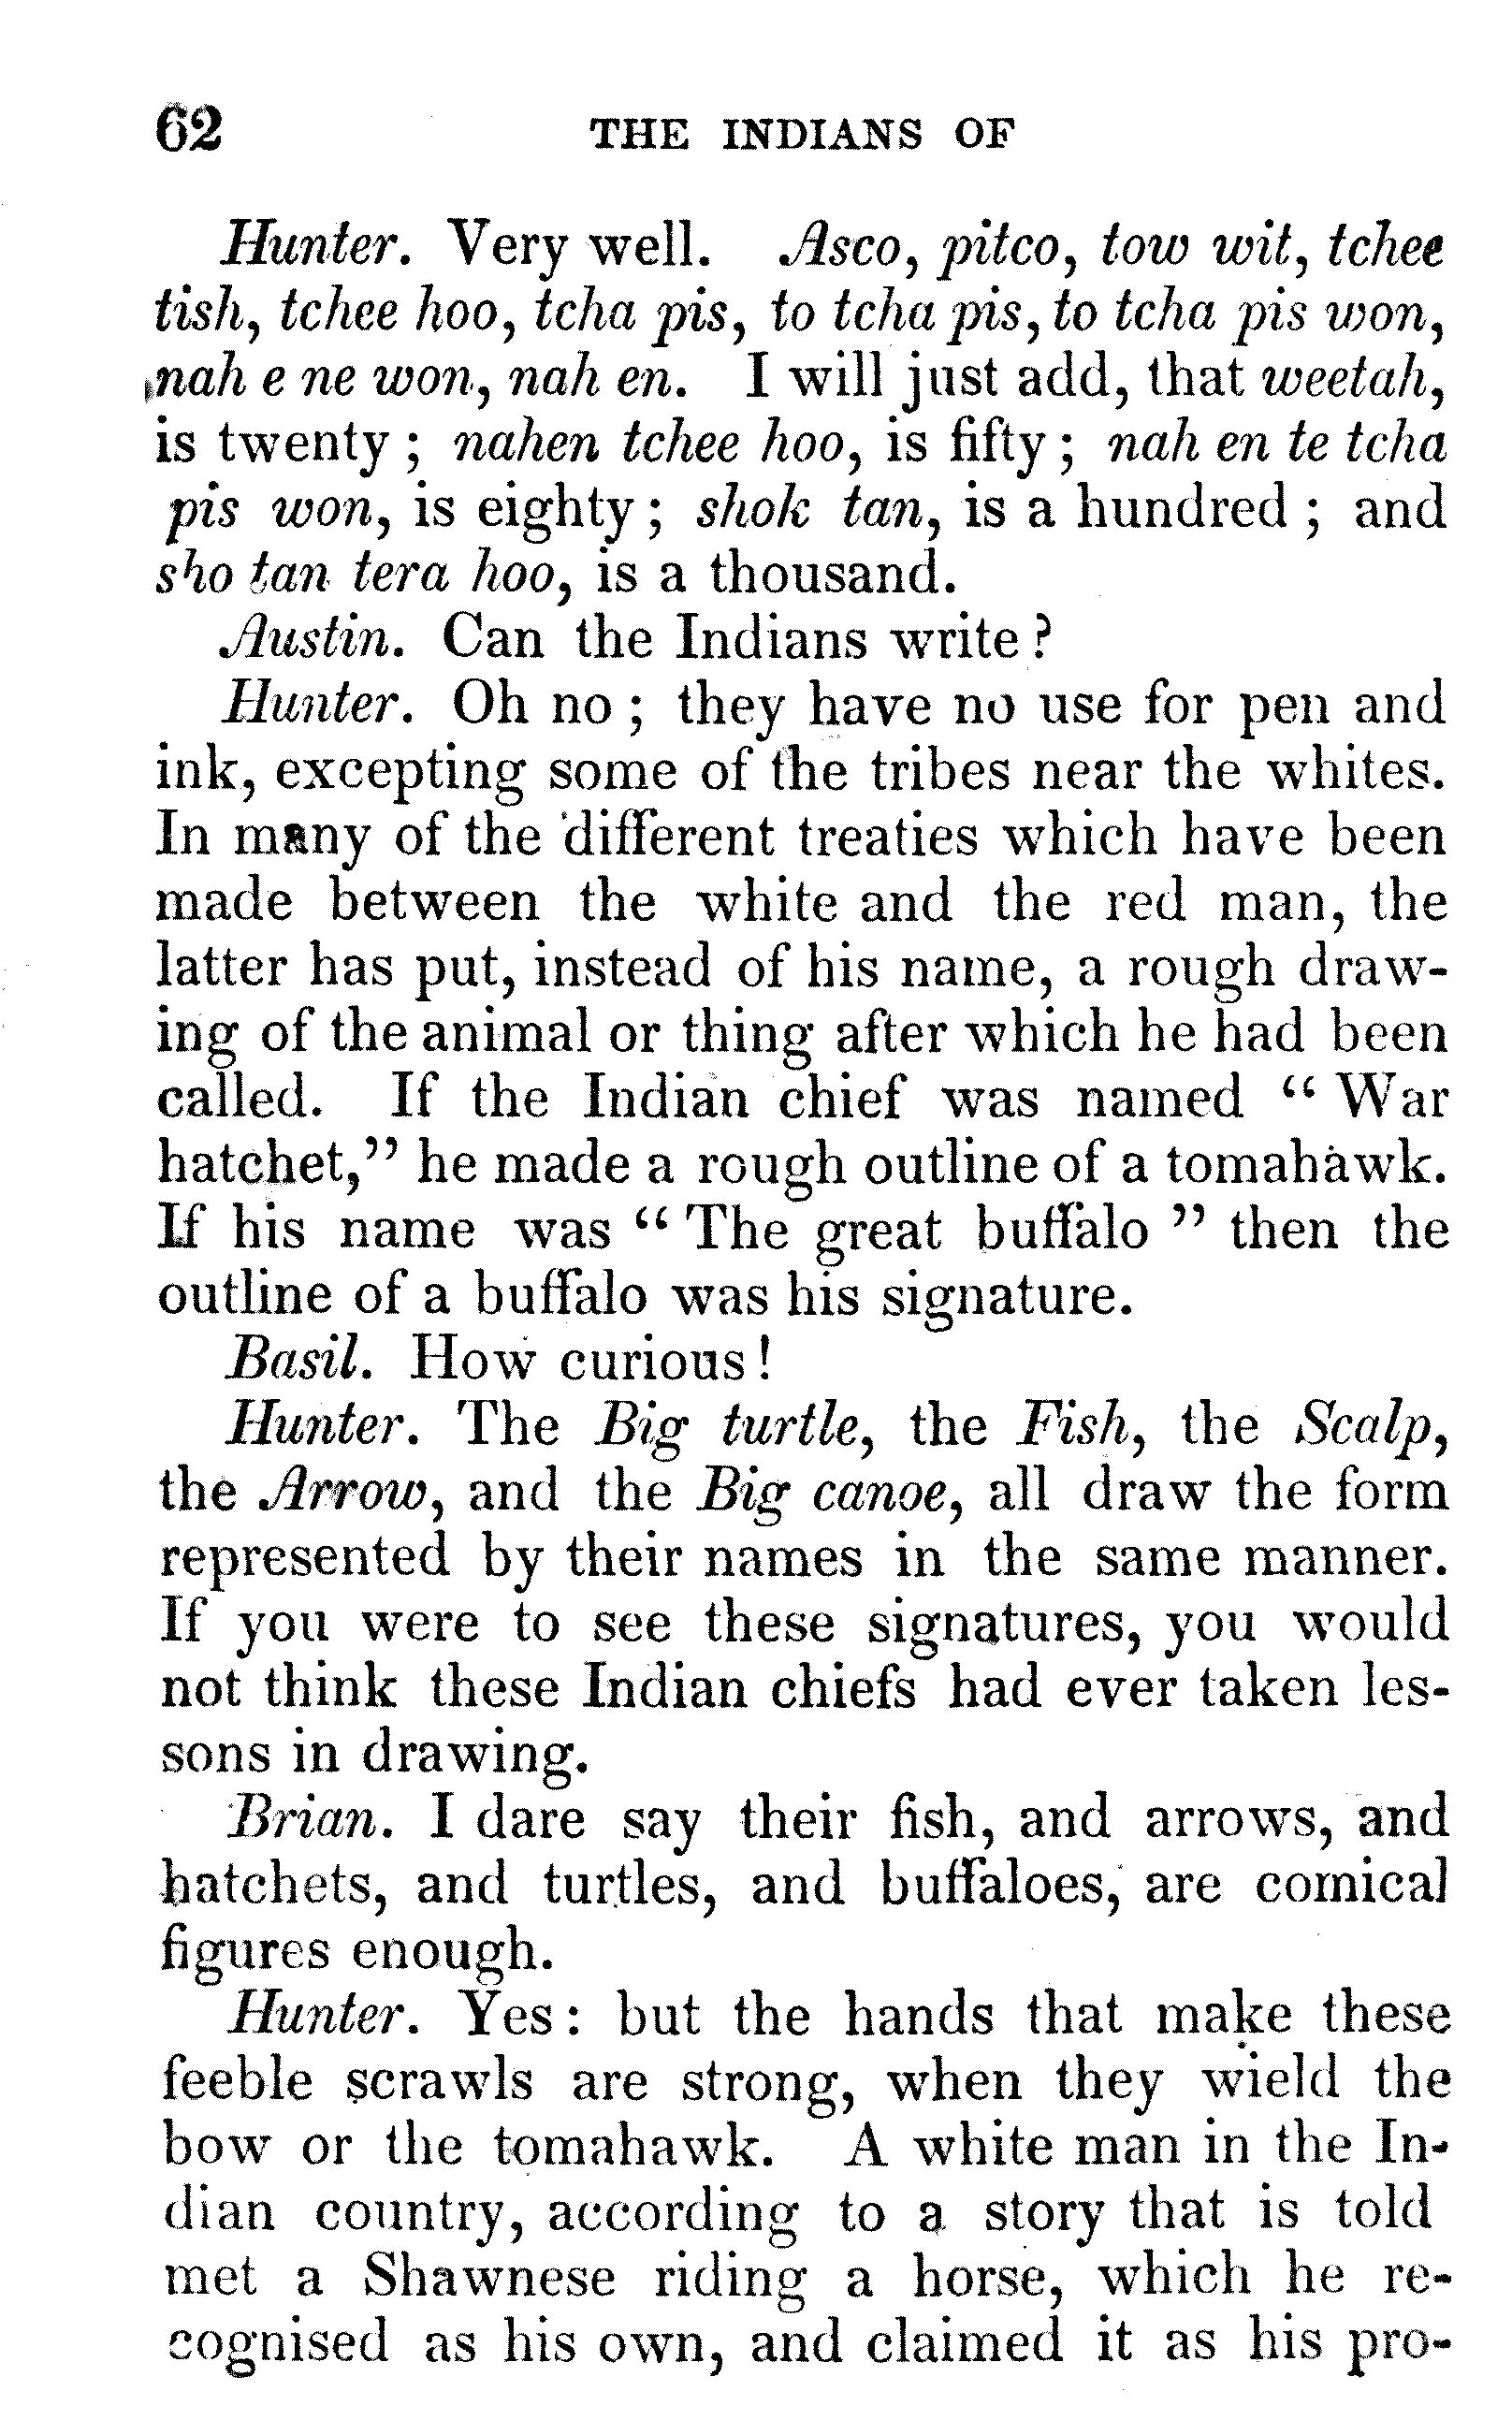 62 THE INDIANS OF
Hunter. Very well. Asco, pitco, tow wit, tchee
tish, tchee hoo, tcha pis, to tcha pis, to tcha pis won,
nah e ne won, nah en. I will just add, that weetah,
is twenty; nahen tchee hoo, is fifty; nah en te tcha
pis won, is eighty; shok tan, is a hundred; and
sho tan tera hoo, is a thousand.
Austin. Can the Indians write?
Hunter. Oh no; they have no use for pen and
ink, excepting some of the tribes near the whites.
In many of the different treaties which have been
made between the white and the red man, the
latter has put, instead of his name, a rough draw-
ing of the animal or thing after which he had been
called. If the Indian chief was named “War
hatchet,” he made a rough outline of a tomahawk.
If his name was “The great buffalo” then the
outline of a buffalo was his signature.
Basil. How curious!
Hunter. The Big turtle, the Fish, the Scalp,
the Arrow, and the Big canoe, all draw the form
represented by their names in the same manner.
If you were to see these signatures, you would
not think these Indian chiefs had ever taken les-
sons in drawing.
Brian. I dare say their fish, and arrows, and
hatchets, and turtles, and buffaloes, are comical
figures enough.
Hunter. Yes: but the hands that make these
feeble scrawls are strong, when they wield the
bow or the tomahawk. A white man in the In-
dian country, according to a story that is told
met a Shawnese riding a horse, which he re-
cognised as his own, and claimed it as his pro-